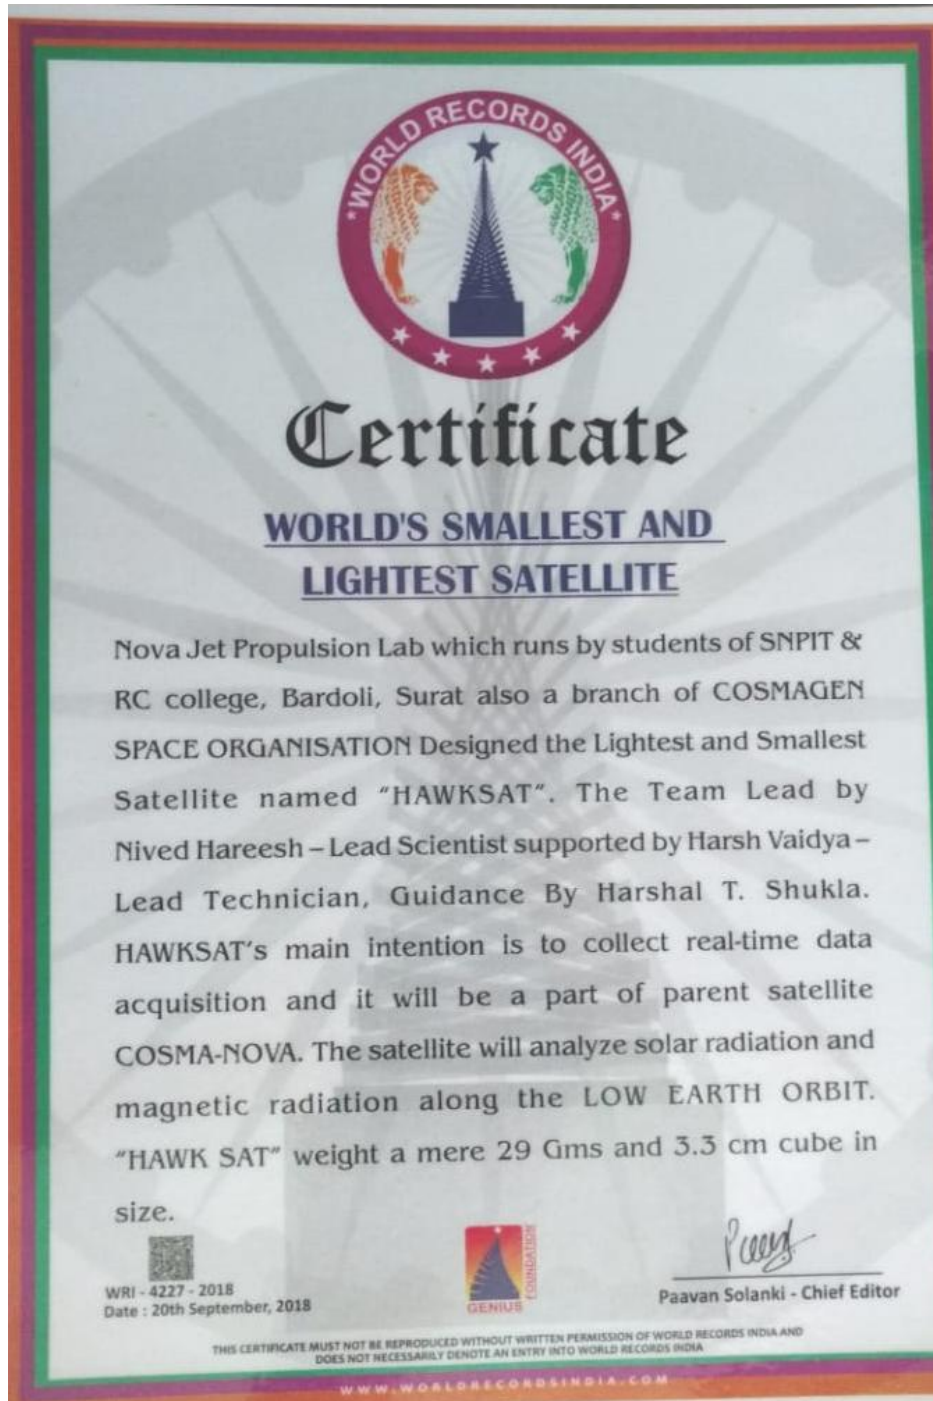 *WORLD RECORDS INDIA*
Certificate
WORLD'S SMALLEST AND
LIGHTEST SATELLITE
Nova Jet Propulsion Lab which runs by students of SNPIT &
RC college, Bardoli, Surat also a branch of COSMAGEN
SPACE ORGANISATION Designed the Lightest and Smallest
Satellite named "HAWKSAT". The Team Lead by
Nived Hareesh – Lead Scientist supported by Harsh Vaidya –
Lead Technician, Guidance By Harshal T. Shukla.
HAWKSAT's main intention is to collect real-time data
acquisition and it will be a part of parent satellite
COSMA-NOVA. The satellite will analyze solar radiation and
magnetic radiation along the LOW EARTH ORBIT.
"HAWK SAT" weight a mere 29 Gms and 3.3 cm cube in
size.
WRI - 4227 - 2018
Date : 20th September, 2018
GENIUS
FOUNDATION
Paavan Solanki - Chief Editor
THIS CERTIFICATE MUST NOT BE REPRODUCED WITHOUT WRITTEN PERMISSION OF WORLD RECORDS INDIA AND
DOES NOT NECESSARILY DENOTE AN ENTRY INTO WORLD RECORDS INDIA
WWW.WORLDRECORDSINDIA.COM